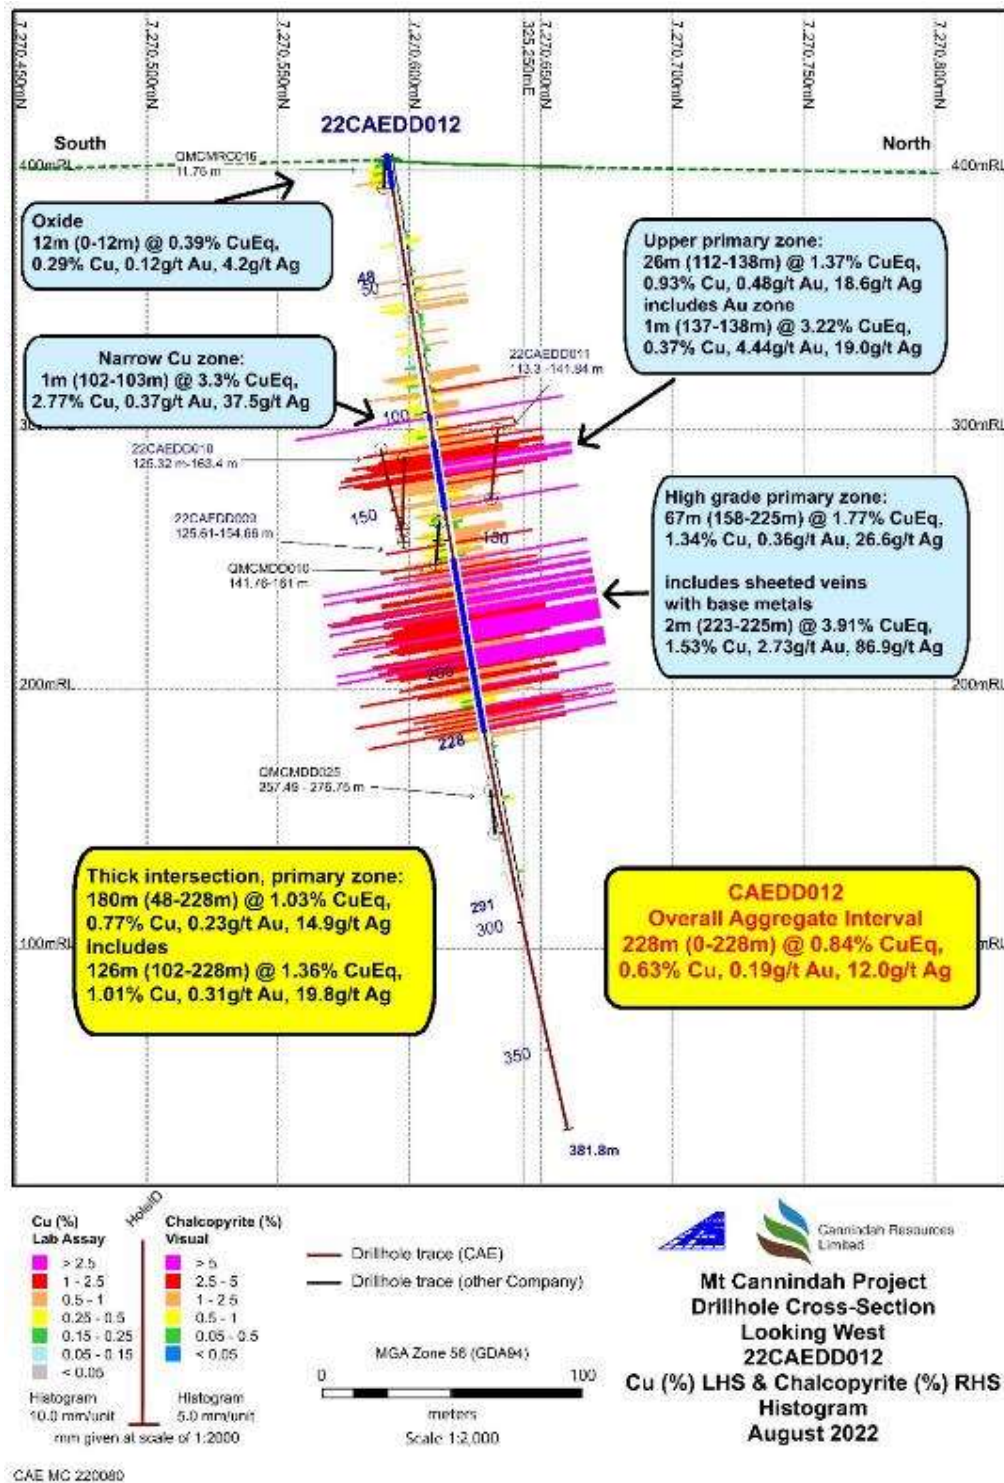 7,270,450mN
7,270,500mN
7,270,550mN
7,270,600mN
325,250mE
7,270,650mN
7,270,700mN
7,270,750mN
7,270,800mN
22CAEDD012
South
North
QMCMRC016
11.76 m
400mRL
400mRL
Oxide
12m (0-12m) @ 0.39% CuEq,
0.29% Cu, 0.12g/t Au, 4.2g/t Ag
Upper primary zone:
26m (112-138m) @ 1.37% CuEq,
0.93% Cu, 0.48g/t Au, 18.6g/t Ag
includes Au zone
1m (137-138m) @ 3.22% CuEq,
0.37% Cu, 4.44g/t Au, 19.0g/t Ag
48
50
Narrow Cu zone:
1m (102-103m) @ 3.3% CuEq,
2.77% Cu, 0.37g/t Au, 37.5g/t Ag
22CAEDD011
113.3 -141.84 m
100
300mRL
22CAEDD010
125.32 m-163.4 m
150
22CAEDD009
125.61-154.66 m
QMCMDD010
141.76-161 m
High grade primary zone:
67m (158-225m) @ 1.77% CuEq,
1.34% Cu, 0.36g/t Au, 26.6g/t Ag
includes sheeted veins
with base metals
2m (223-225m) @ 3.91% CuEq,
1.53% Cu, 2.73g/t Au, 86.9g/t Ag
200
200mRL
200mRL
228
QMCMDD025
257.49 - 276.75 m
Thick intersection, primary zone:
180m (48-228m) @ 1.03% CuEq,
0.77% Cu, 0.23g/t Au, 14.9g/t Ag
Includes
126m (102-228m) @ 1.36% CuEq,
1.01% Cu, 0.31g/t Au, 19.8g/t Ag
CAEDD012
Overall Aggregate Interval
228m (0-228m) @ 0.84% CuEq,
0.63% Cu, 0.19g/t Au, 12.0g/t Ag
291
300
350
381.8m
Cu (%)
Lab Assay
> 2.5
1 - 2.5
0.5 - 1
0.25 - 0.5
0.15 - 0.25
0.05 - 0.15
< 0.05
Histogram
10.0 mm/unit
HoleID
Chalcopyrite (%)
Visual
> 5
2.5 - 5
1 - 2.5
0.5 - 1
0.05 - 0.5
< 0.05
Histogram
5.0 mm/unit
mm given at scale of 1:2000
Drillhole trace (CAE)
Drillhole trace (other Company)
MGA Zone 56 (GDA94)
0
100
meters
Scale 1:2,000
Cannindah Resources
Limited
Mt Cannindah Project
Drillhole Cross-Section
Looking West
22CAEDD012
Cu (%) LHS & Chalcopyrite (%) RHS
Histogram
August 2022
CAE MC 220080